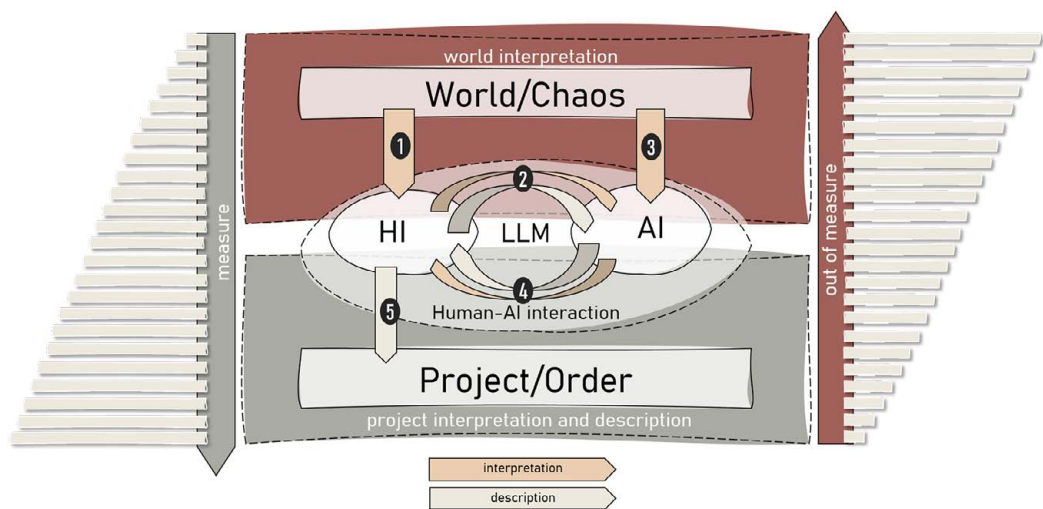 world interpretation
World/Chaos
1
3
2
HI
LLM
AI
measure
out of measure
4
5
Human-AI interaction
Project/Order
project interpretation and description
interpretation
description